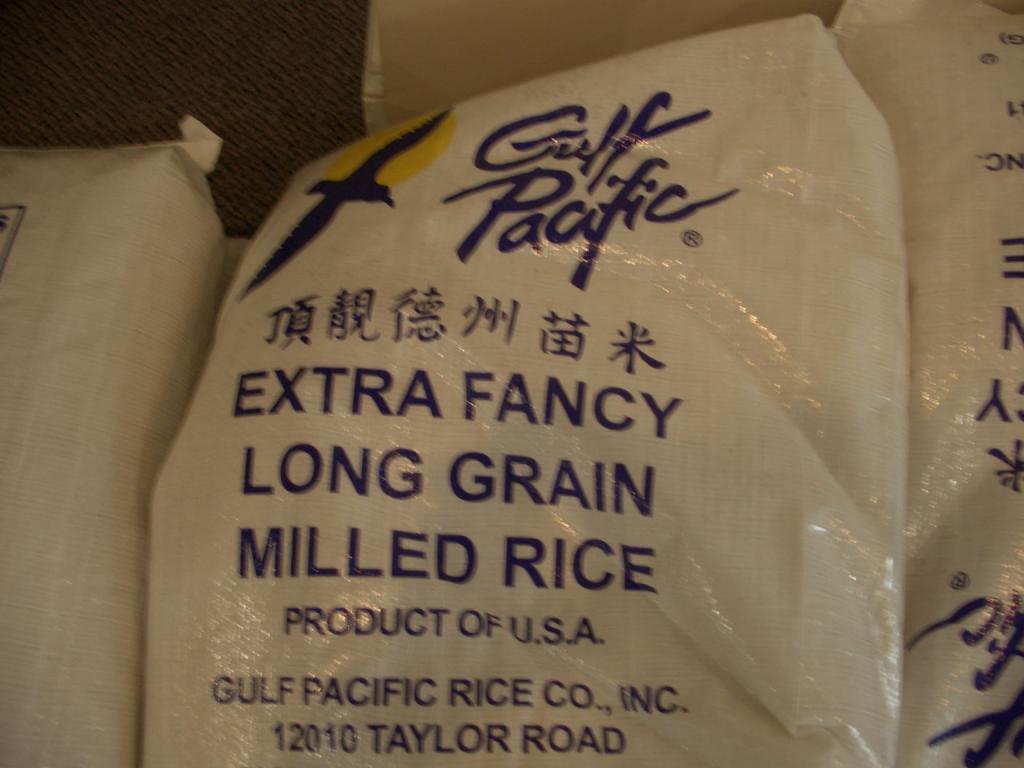 Gulf
Pacific®
頂靚德州苗米
EXTRA FANCY
LONG GRAIN
MILLED RICE
PRODUCT OF U.S.A.
GULF PACIFIC RICE CO., INC.
12010 TAYLOR ROAD